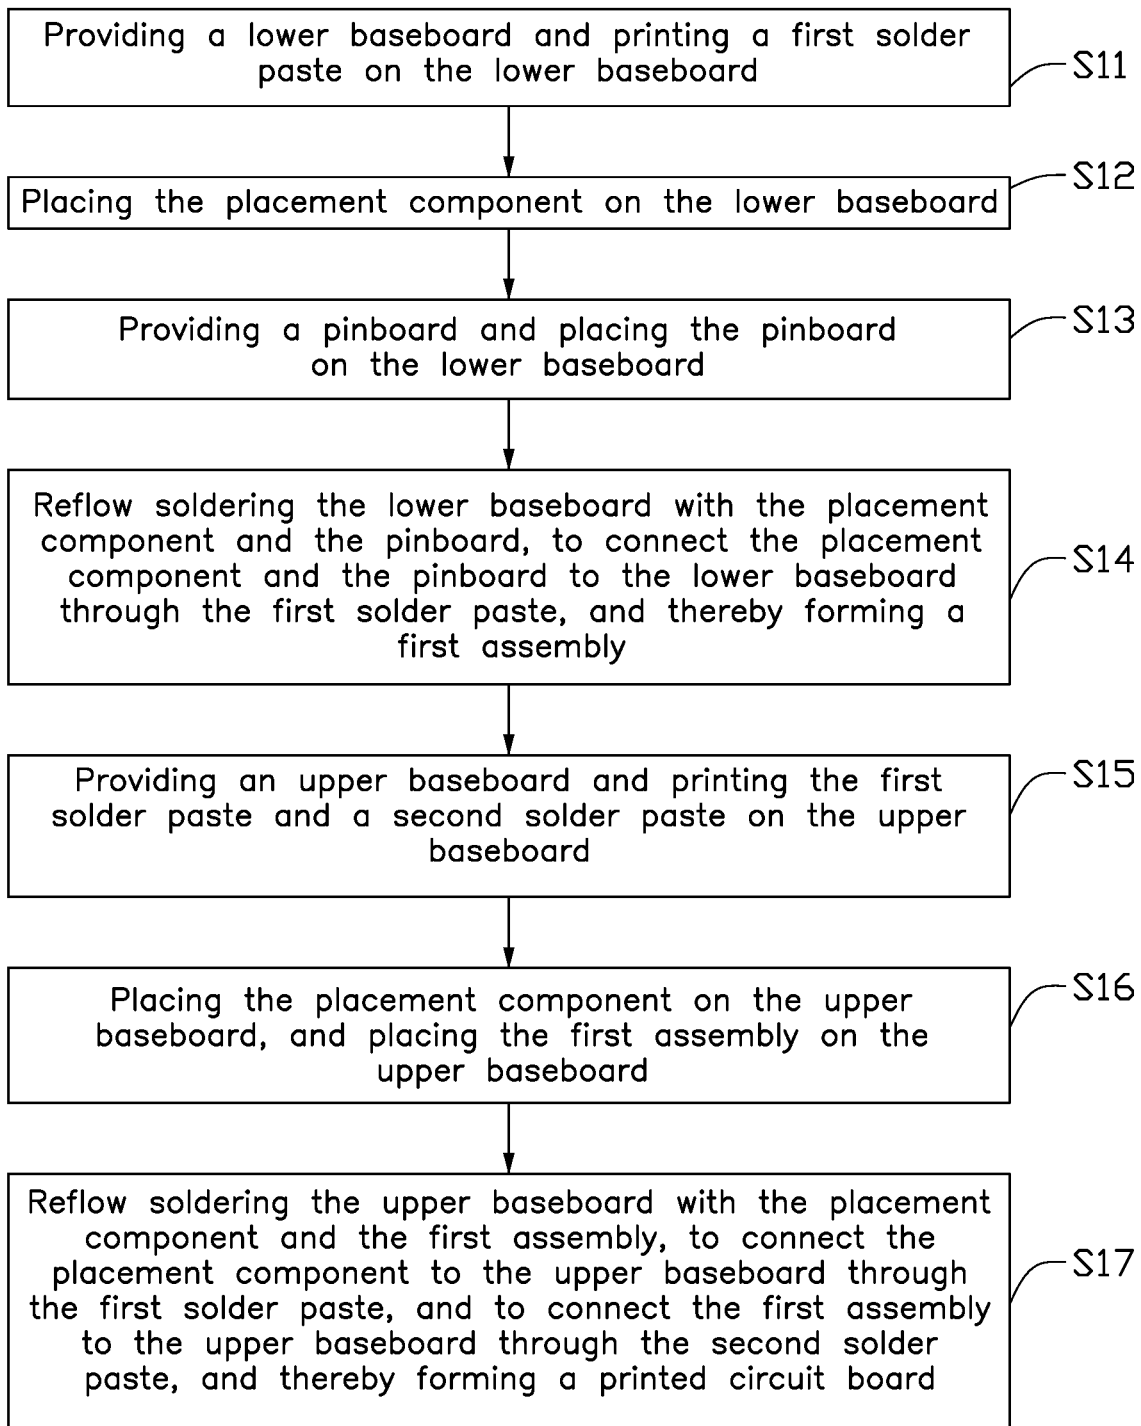 Providing a lower baseboard and printing a first solder
paste on the lower baseboard
S11
Placing the placement component on the lower baseboard
S12
Providing a pinboard and placing the pinboard
on the lower baseboard
S13
Reflow soldering the lower baseboard with the placement
component and the pinboard, to connect the placement
component and the pinboard to the lower baseboard
through the first solder paste, and thereby forming a
first assembly
S14
Providing an upper baseboard and printing the first
solder paste and a second solder paste on the upper
baseboard
S15
Placing the placement component on the upper
baseboard, and placing the first assembly on the
upper baseboard
S16
Reflow soldering the upper baseboard with the placement
component and the first assembly, to connect the
placement component to the upper baseboard through
the first solder paste, and to connect the first assembly
to the upper baseboard through the second solder
paste, and thereby forming a printed circuit board
S17